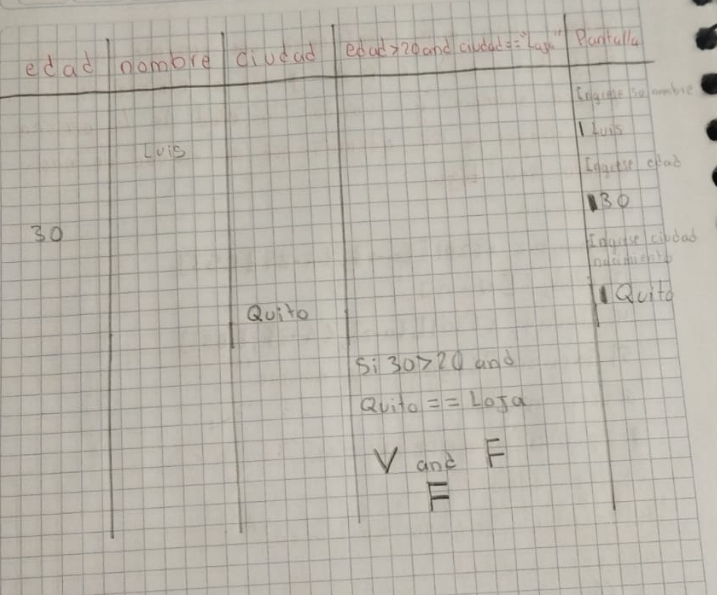 edad nombre ciudad edad>20 and ciudad=="Loja" Pantalla
Ingrese su nombre
Luis
Luis
Ingrese edad
30
30
Ingrese ciudad
nacimiento
Quito
Quito
Si 30>20 and
Quito == Loja
V and F
F